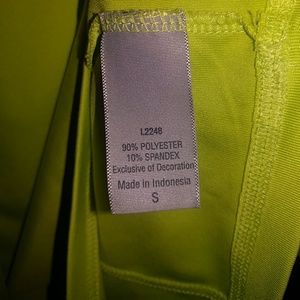 L2248
90% POLYESTER
10% SPANDEX
Exclusive of Decoration
Made in Indonesia
S